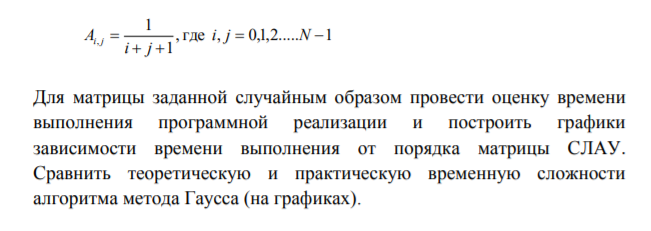 A_{i,j} = \frac{1}{i + j + 1}, где i, j = 0,1,2.....N − 1
Для матрицы заданной случайным образом провести оценку времени
выполнения программной реализации и построить графики
зависимости времени выполнения от порядка матрицы СЛАУ.
Сравнить теоретическую и практическую временную сложности
алгоритма метода Гаусса (на графиках).